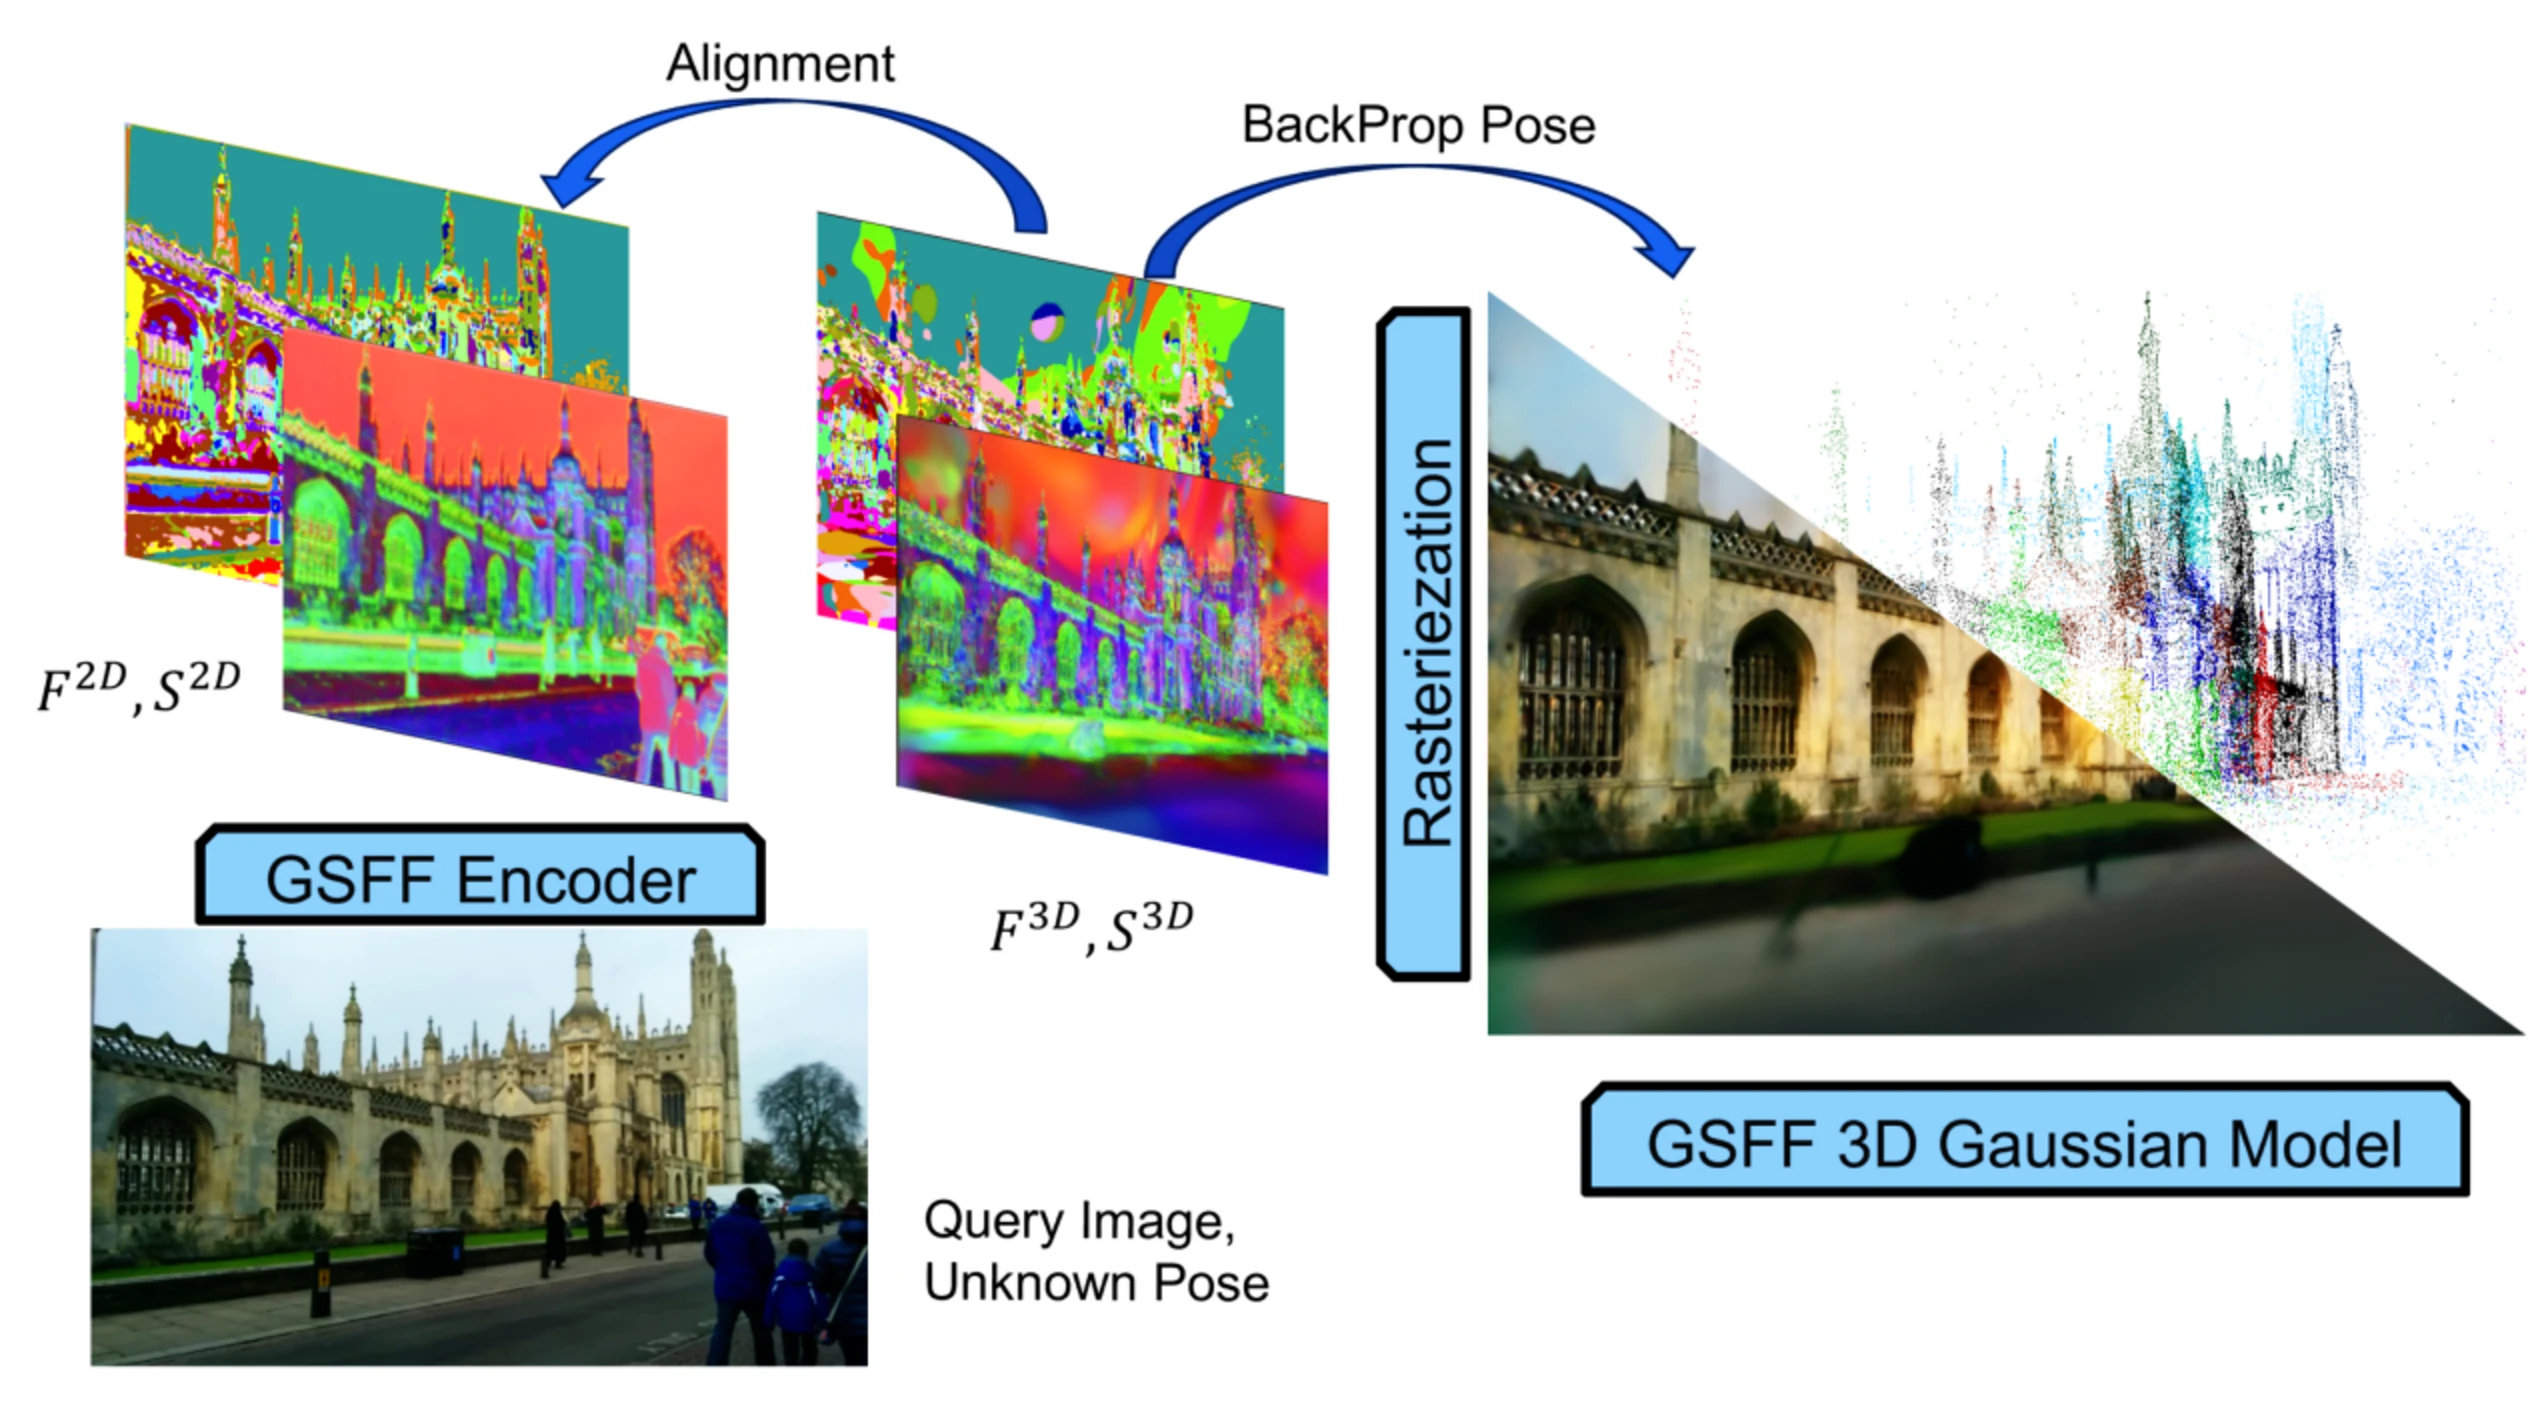 Alignment
BackProp Pose
Rasteriezation
F^2D, S^2D
GSFF Encoder
F^3D, S^3D
GSFF 3D Gaussian Model
Query Image,
Unknown Pose